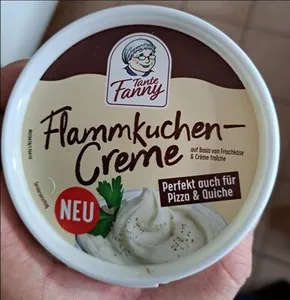 Tante
Fanny
Flammkuchen-
Creme
auf Basis von Frischkäse
& Crème fraîche
Perfekt auch für
Pizza & Quiche
NEU